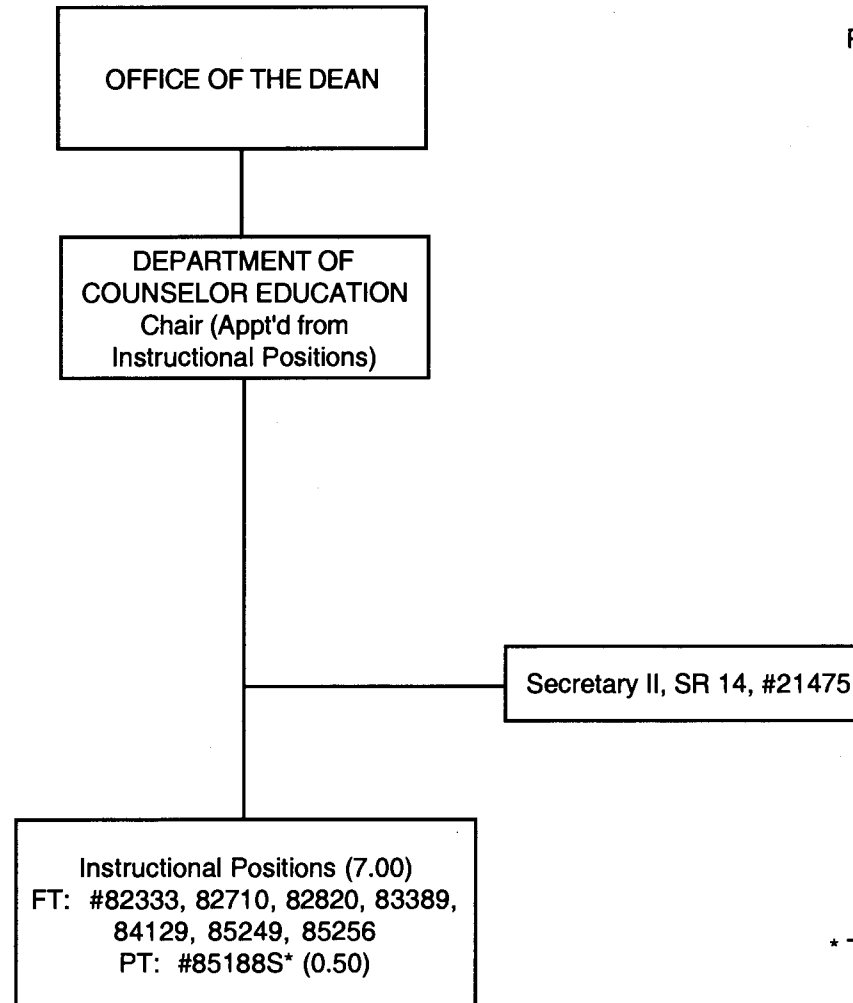 OFFICE OF THE DEAN
DEPARTMENT OF
COUNSELOR EDUCATION
Chair (Appt'd from
Instructional Positions)
Secretary II, SR 14, #21475
Instructional Positions (7.00)
FT: #82333, 82710, 82820, 83389,
84129, 85249, 85256
PT: #85188S* (0.50)
*